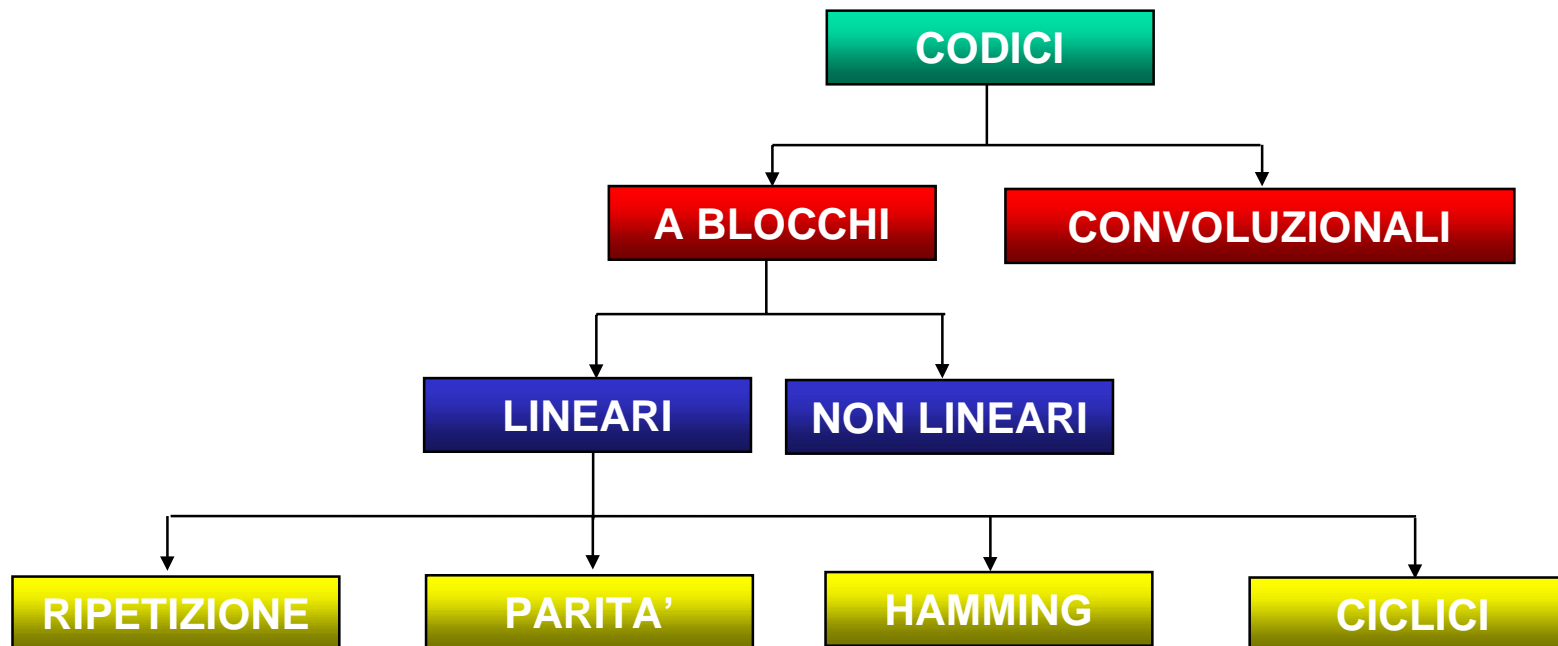 CODICI
A BLOCCHI
CONVOLUZIONALI
LINEARI
NON LINEARI
RIPETIZIONE
PARITA’
HAMMING
CICLICI